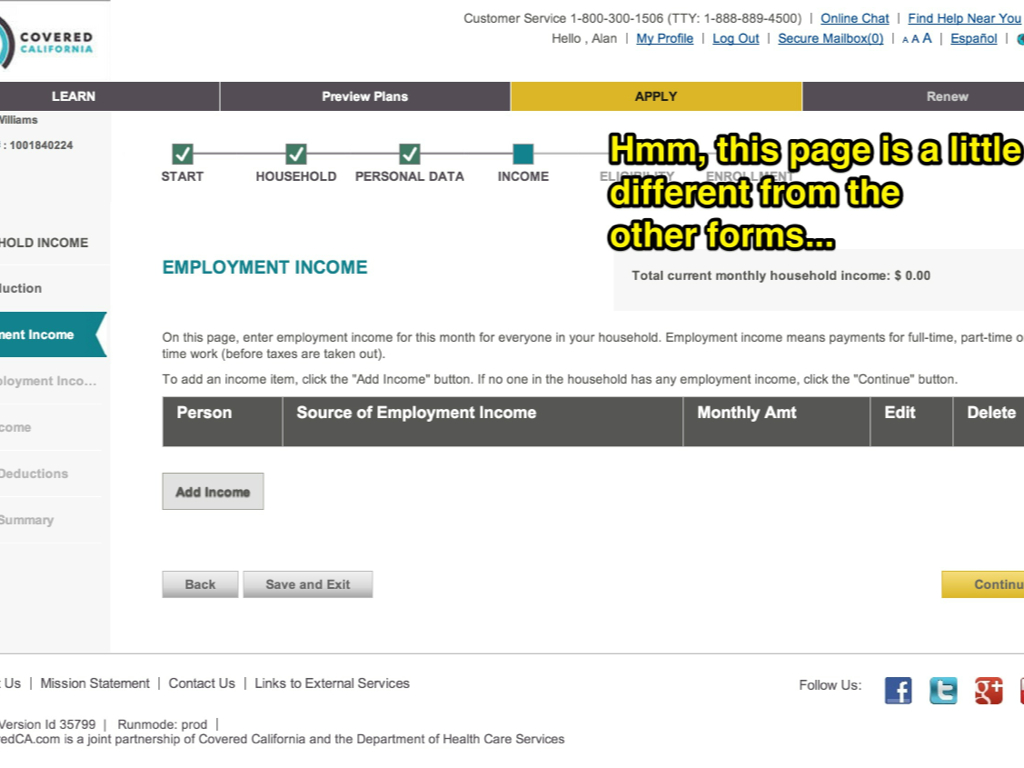 Customer Service 1-800-300-1506 (TTY: 1-888-889-4500) | Online Chat | Find Help Near You
Hello , Alan | My Profile | Log Out | Secure Mailbox(0) | A A A | Español |
COVERED
CALIFORNIA
LEARN Preview Plans APPLY Renew
Williams
: 1001840224
START HOUSEHOLD PERSONAL DATA INCOME ELIGIBILITY ENROLLMENT
Hmm, this page is a little
different from the
other forms...
HOLD INCOME
EMPLOYMENT INCOME
Total current monthly household income: $ 0.00
duction
ment Income
ployment Inco...
come
Deductions
Summary
On this page, enter employment income for this month for everyone in your household. Employment income means payments for full-time, part-time o
time work (before taxes are taken out).
To add an income item, click the "Add Income" button. If no one in the household has any employment income, click the "Continue" button.
Person Source of Employment Income Monthly Amt Edit Delete
Add Income
Back Save and Exit Continu
t Us | Mission Statement | Contact Us | Links to External Services
Follow Us:
Version Id 35799 | Runmode: prod |
redCA.com is a joint partnership of Covered California and the Department of Health Care Services